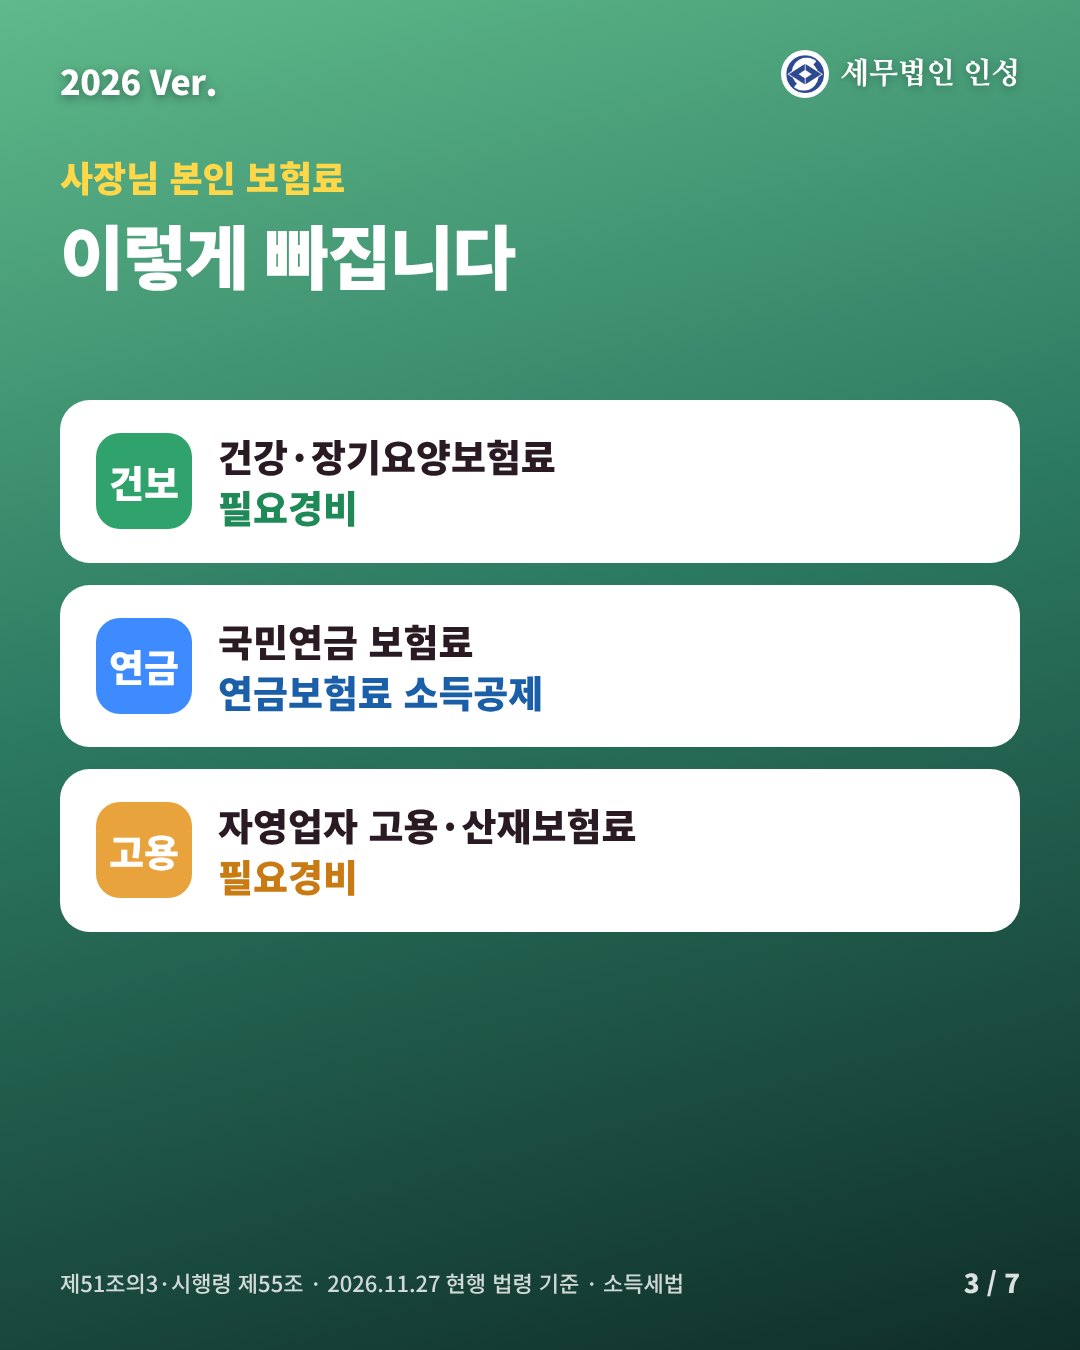 2026 Ver.
세무법인 인성
사장님 본인 보험료
이렇게 빠집니다
건보
건강·장기요양보험료
필요경비
연금
국민연금 보험료
연금보험료 소득공제
고용
자영업자 고용·산재보험료
필요경비
제51조의3·시행령 제55조 · 2026.11.27 현행 법령 기준 · 소득세법
3 / 7